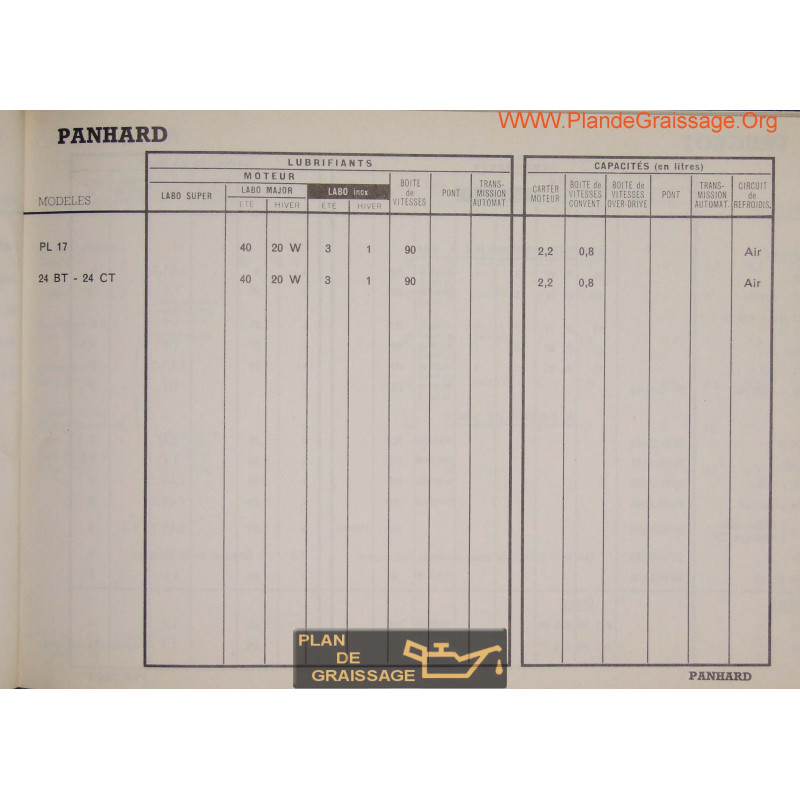 WWW.PlandeGraissage.Org
PANHARD
LUBRIFIANTS
CAPACITÉS (en litres)
MOTEUR
MODELES
LABO SUPER
LABO MAJOR
LABO inox
ÉTÉ
HIVER
ÉTÉ
HIVER
BOITE
de
VITESSES
PONT
TRANS-
MISSION
AUTOMAT.
CARTER
MOTEUR
BOITE de
VITESSES
CONVENT.
BOITE de
VITESSES
OVER-DRIVE
PONT
TRANS-
MISSION
AUTOMAT.
CIRCUIT
de
REFROIDIS.
PL 17 40 20 W 3 1 90 2,2 0,8 Air
24 BT - 24 CT 40 20 W 3 1 90 2,2 0,8 Air
PLAN
DE
GRAISSAGE
PANHARD